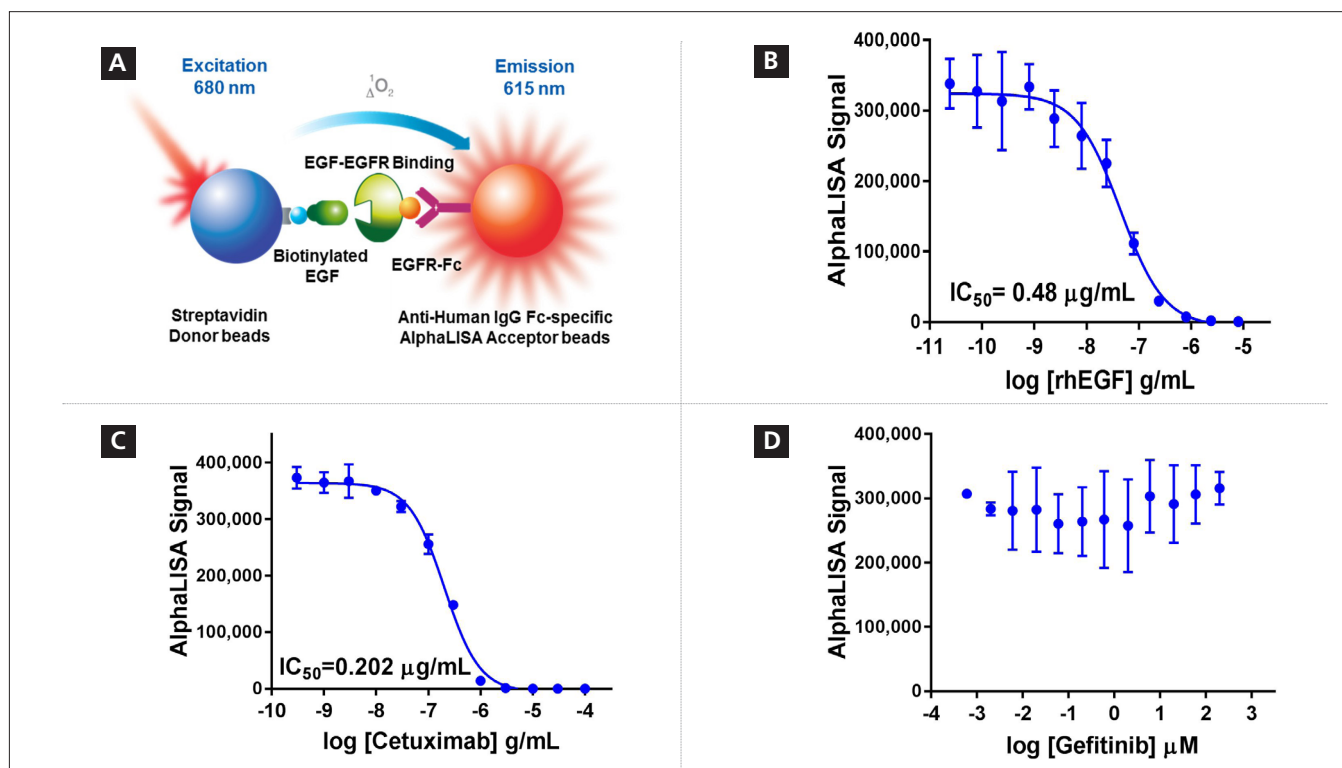 A
Excitation
680 nm
¹ΔO₂
Emission
615 nm
EGF-EGFR Binding
Biotinylated
EGF
EGFR-Fc
Streptavidin
Donor beads
Anti-Human IgG Fc-specific
AlphaLISA Acceptor beads
B
AlphaLISA Signal
400,000
300,000
200,000
100,000
0
IC₅₀= 0.48 µg/mL
-11 -10 -9 -8 -7 -6 -5
log [rhEGF] g/mL
C
AlphaLISA Signal
400,000
300,000
200,000
100,000
0
IC₅₀=0.202 µg/mL
-10 -9 -8 -7 -6 -5 -4
log [Cetuximab] g/mL
D
AlphaLISA Signal
400,000
300,000
200,000
100,000
0
-4 -3 -2 -1 0 1 2 3
log [Gefitinib] µM